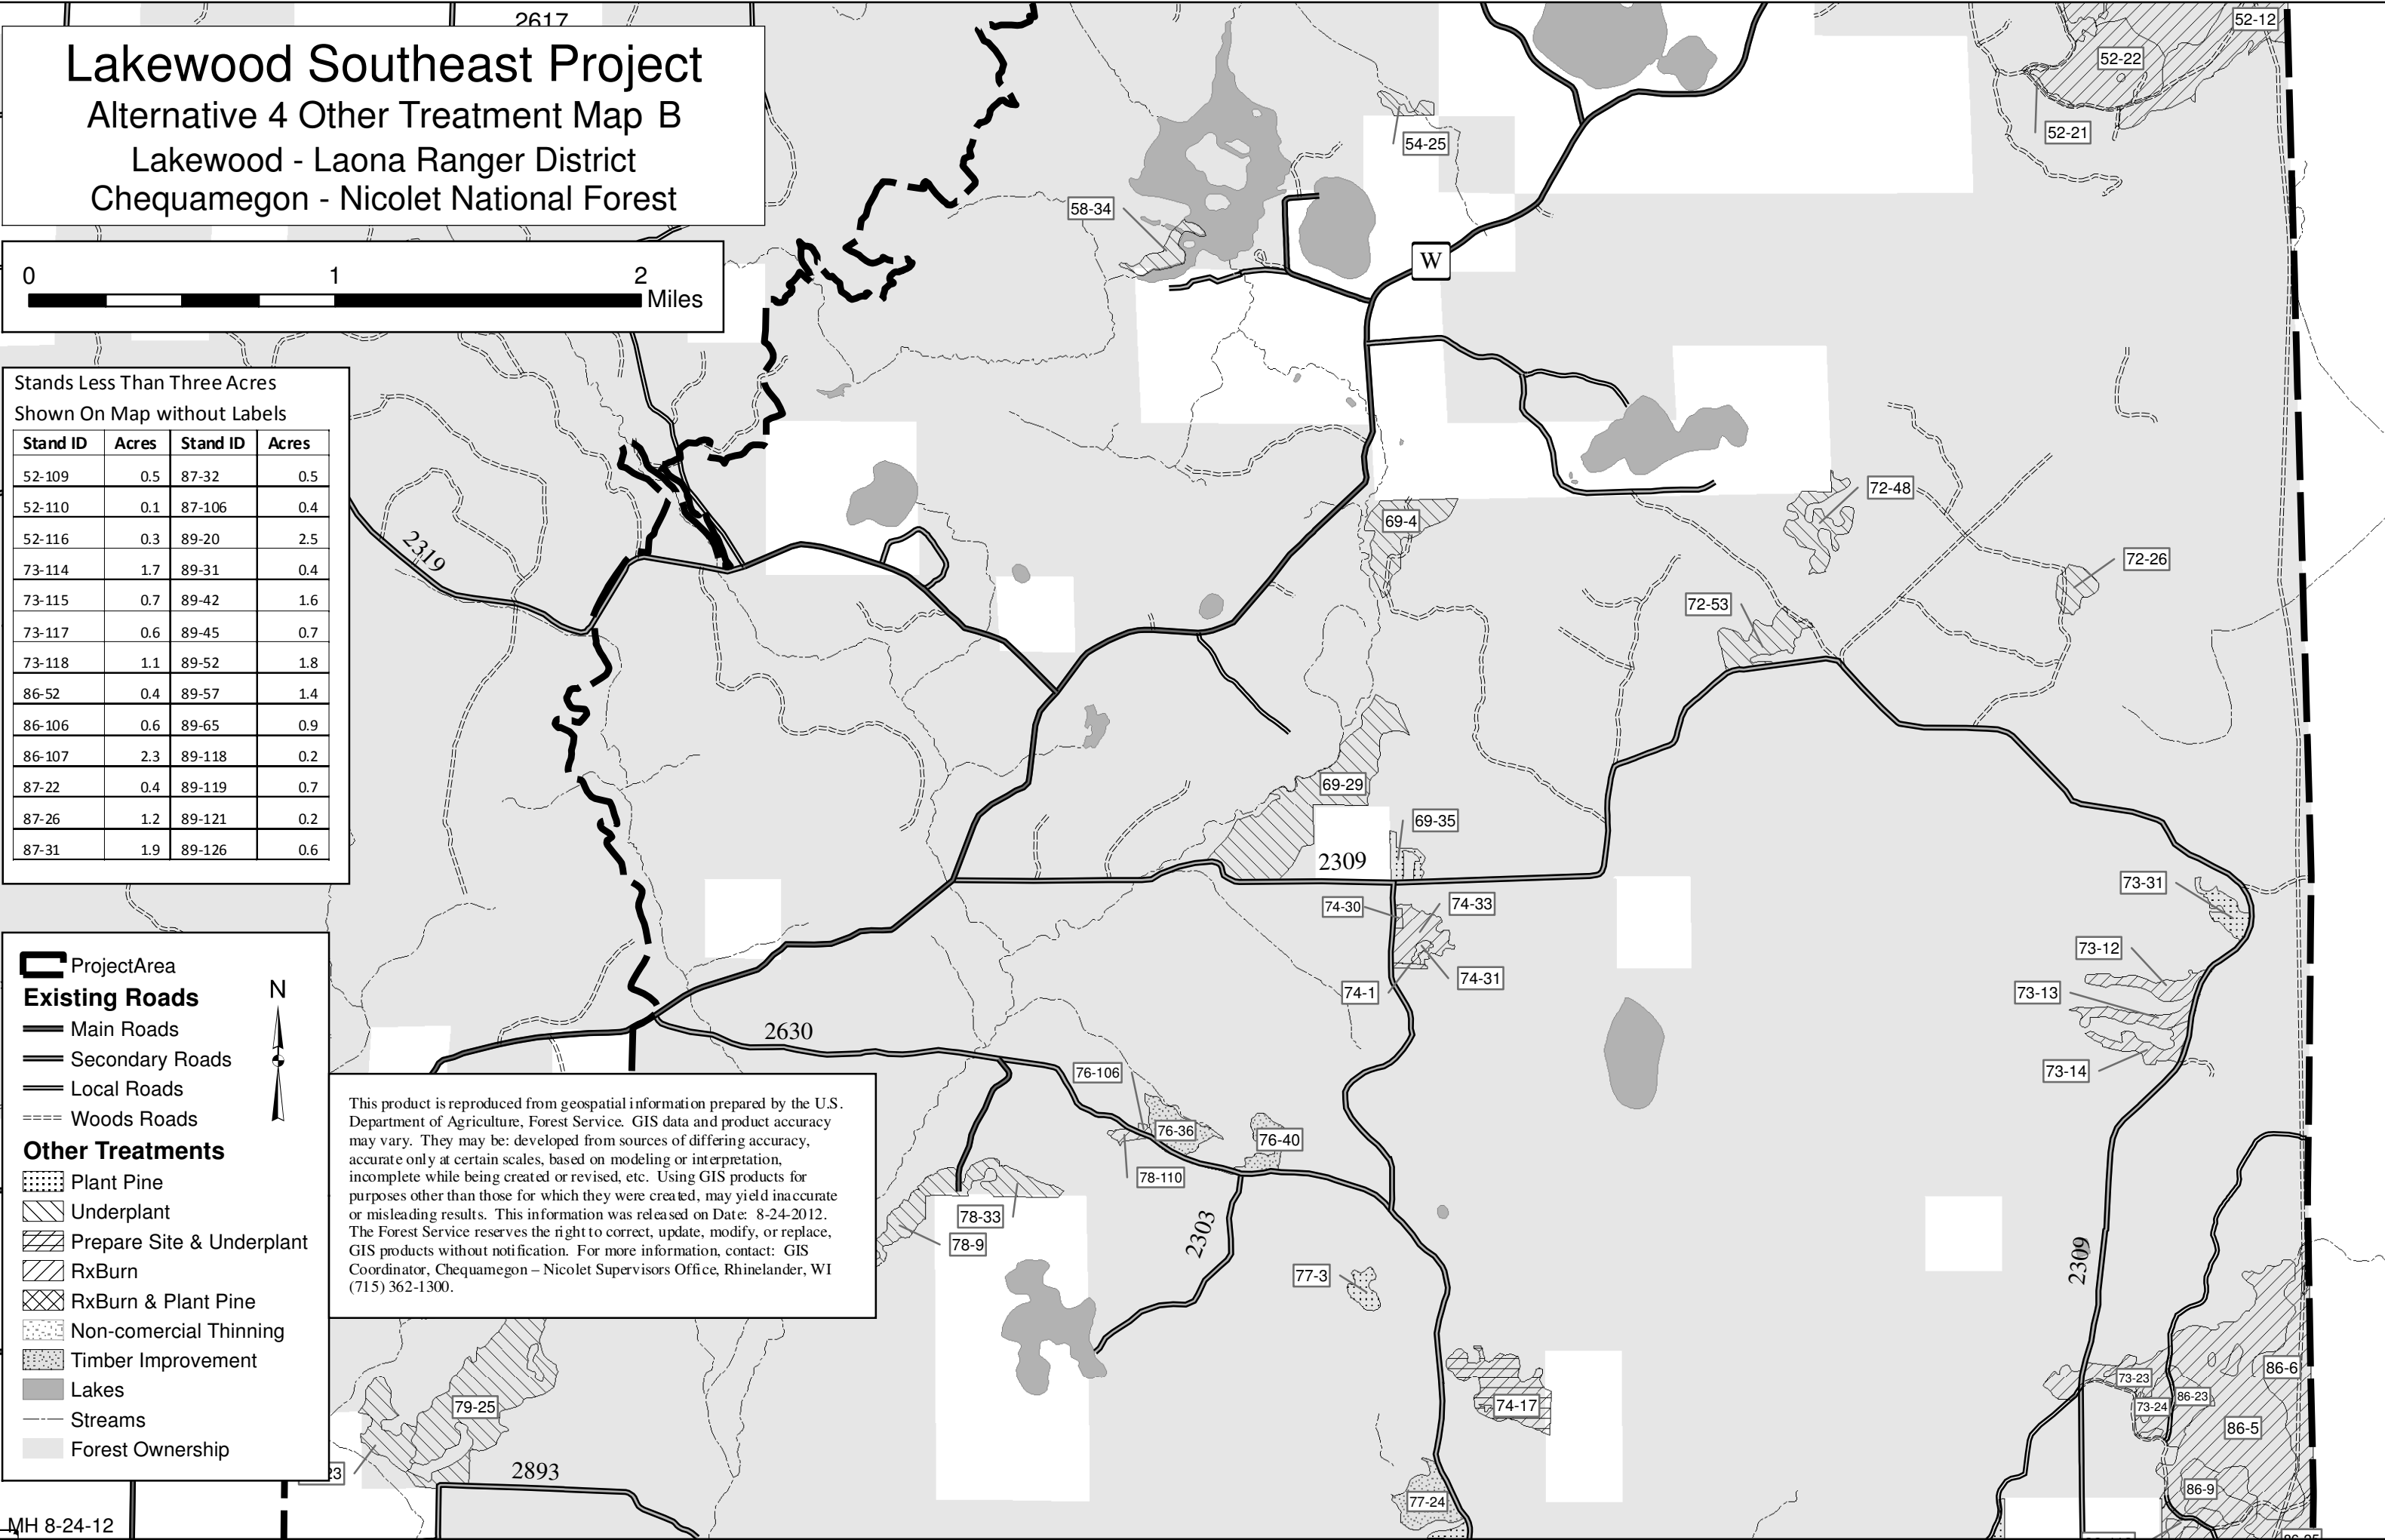 2617
Lakewood Southeast Project
Alternative 4 Other Treatment Map B
Lakewood - Laona Ranger District
Chequamegon - Nicolet National Forest
0 1 2
Miles
Stands Less Than Three Acres
Shown On Map without Labels
Stand ID Acres Stand ID Acres
52-109 0.5 87-32 0.5
52-110 0.1 87-106 0.4
52-116 0.3 89-20 2.5
73-114 1.7 89-31 0.4
73-115 0.7 89-42 1.6
73-117 0.6 89-45 0.7
73-118 1.1 89-52 1.8
86-52 0.4 89-57 1.4
86-106 0.6 89-65 0.9
86-107 2.3 89-118 0.2
87-22 0.4 89-119 0.7
87-26 1.2 89-121 0.2
87-31 1.9 89-126 0.6
ProjectArea
Existing Roads
N
Main Roads
Secondary Roads
Local Roads
Woods Roads
Other Treatments
Plant Pine
Underplant
Prepare Site & Underplant
RxBurn
RxBurn & Plant Pine
Non-comercial Thinning
Timber Improvement
Lakes
Streams
Forest Ownership
MH 8-24-12
This product is reproduced from geospatial information prepared by the U.S.
Department of Agriculture, Forest Service. GIS data and product accuracy
may vary. They may be: developed from sources of differing accuracy,
accurate only at certain scales, based on modeling or interpretation,
incomplete while being created or revised, etc. Using GIS products for
purposes other than those for which they were created, may yield inaccurate
or misleading results. This information was released on Date: 8-24-2012.
The Forest Service reserves the right to correct, update, modify, or replace,
GIS products without notification. For more information, contact: GIS
Coordinator, Chequamegon – Nicolet Supervisors Office, Rhinelander, WI
(715) 362-1300.
52-12
52-22
52-21
54-25
58-34
W
72-48
69-4
2319
72-26
72-53
69-29
69-35
2309
73-31
74-30
74-33
73-12
74-31
74-1
73-13
2630
76-106
73-14
76-36
76-40
78-110
78-33
78-9
2303
2309
77-3
86-6
73-23
86-23
73-24
74-17
79-25
86-5
2893
23
86-9
77-24